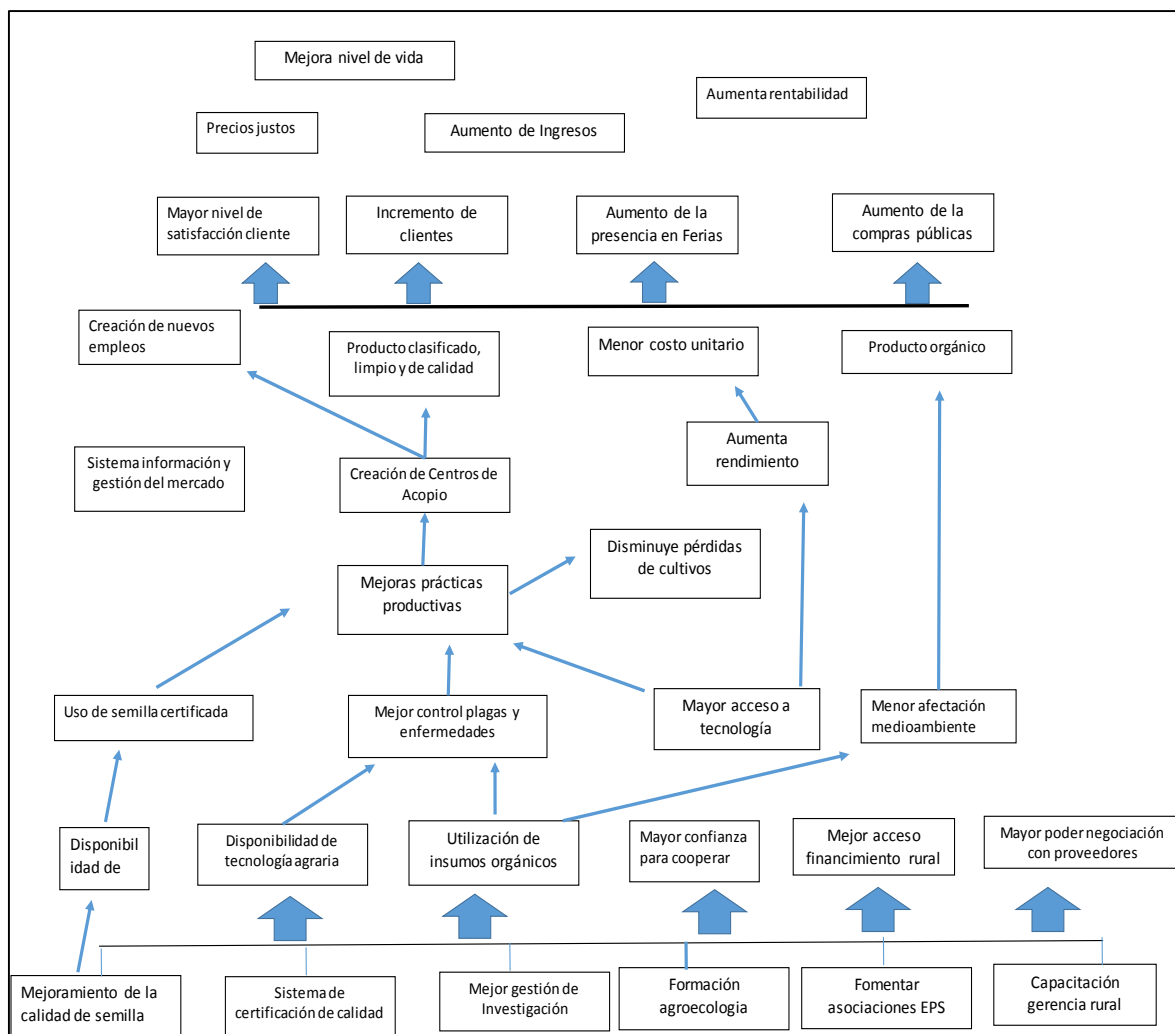 Mejora nivel de vida
Aumenta rentabilidad
Precios justos
Aumento de Ingresos
Mayor nivel de
satisfacción cliente
Incremento de
clientes
Aumento de la
presencia en Ferias
Aumento de la
compras públicas
Creación de nuevos
empleos
Producto clasificado,
limpio y de calidad
Menor costo unitario
Producto orgánico
Aumenta
rendimiento
Sistema información y
gestión del mercado
Creación de Centros de
Acopio
Disminuye pérdidas
de cultivos
Mejoras prácticas
productivas
Uso de semilla certificada
Mejor control plagas y
enfermedades
Mayor acceso a
tecnología
Menor afectación
medioambiente
Disponibil
idad de
Disponibilidad de
tecnología agraria
Utilización de
insumos orgánicos
Mayor confianza
para cooperar
Mejor acceso
financimiento rural
Mayor poder negociación
con proveedores
Mejoramiento de la
calidad de semilla
Sistema de
certificación de calidad
Mejor gestión de
Investigación
Formación
agroecologia
Fomentar
asociaciones EPS
Capacitación
gerencia rural